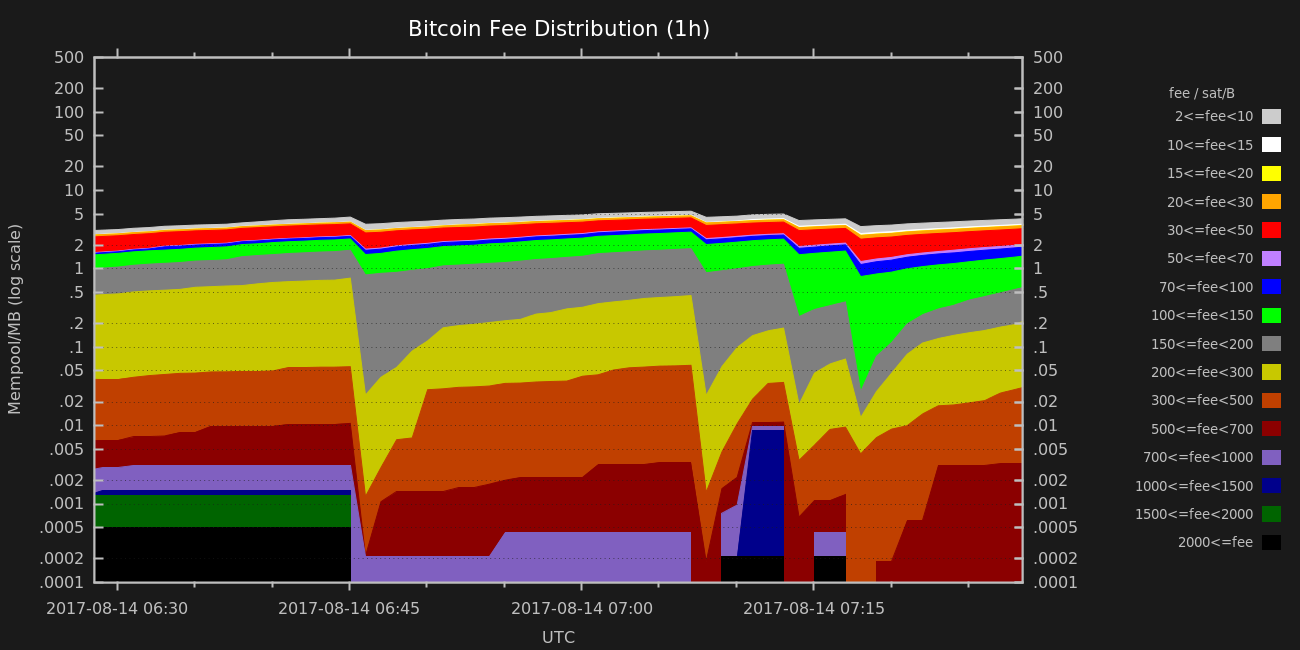 Bitcoin Fee Distribution (1h)
Mempool/MB (log scale)
500
200
100
50
20
10
5
2
1
.5
.2
.1
.05
.02
.01
.005
.002
.001
.0005
.0002
.0001
500
200
100
50
20
10
5
2
1
.5
.2
.1
.05
.02
.01
.005
.002
.001
.0005
.0002
.0001
2017-08-14 06:30 2017-08-14 06:45 2017-08-14 07:00 2017-08-14 07:15
UTC
fee / sat/B
2<=fee<10
10<=fee<15
15<=fee<20
20<=fee<30
30<=fee<50
50<=fee<70
70<=fee<100
100<=fee<150
150<=fee<200
200<=fee<300
300<=fee<500
500<=fee<700
700<=fee<1000
1000<=fee<1500
1500<=fee<2000
2000<=fee